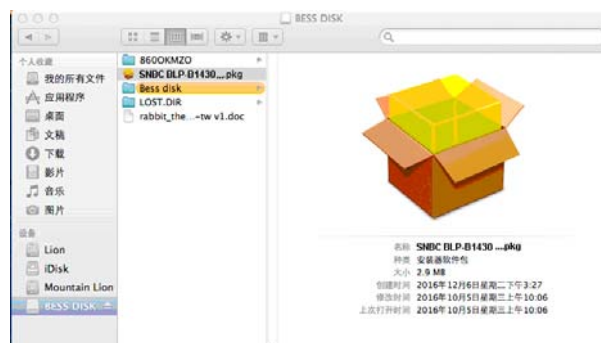 BESS DISK
个人收藏
我的所有文件
应用程序
桌面
文稿
下载
影片
音乐
图片
设备
Lion
iDisk
Mountain Lion
BESS DISK
860OKMZO
SNBC BLP-B1430....pkg
Bess disk
LOST.DIR
rabbit_the...-tw v1.doc
名称 SNBC BLP-B1430 ....pkg
种类 安装器软件包
大小 2.9 MB
创建时间 2016年12月6日星期二下午3:27
修改时间 2016年10月5日星期三上午10:06
上次打开时间 2016年10月5日星期三上午10:06